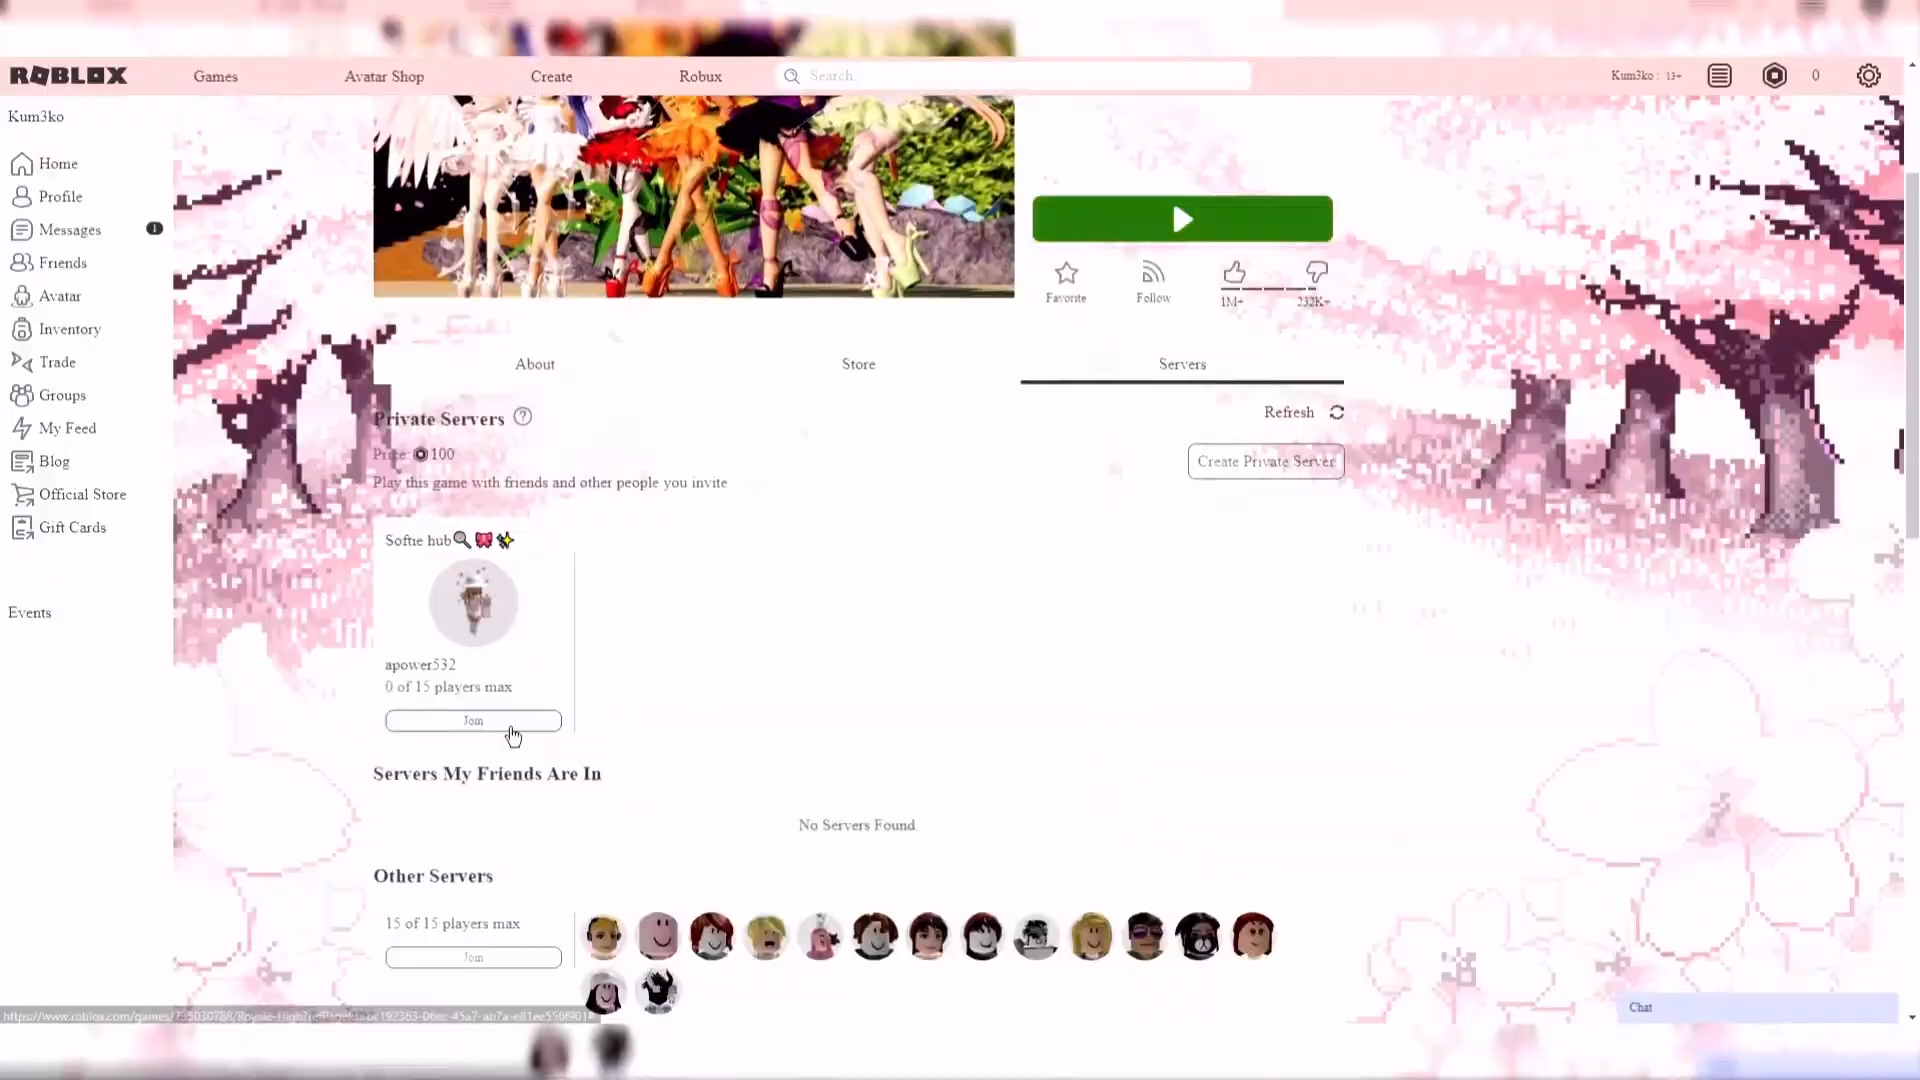 ROBLOX Games Avatar Shop Create Robux Search Kum3ko: 13+ 0
Kum3ko
Home
Profile
Messages 1
Friends
Avatar
Inventory
Trade
Groups
My Feed
Blog
Official Store
Gift Cards
Events
Favorite Follow 1M+ 232K+
About Store Servers
Private Servers ?
Refresh
Price: 100
Create Private Server
Play this game with friends and other people you invite
Softie hub🔍🎀✨
apower532
0 of 15 players max
Join
Servers My Friends Are In
No Servers Found
Other Servers
15 of 15 players max
Join
Chat